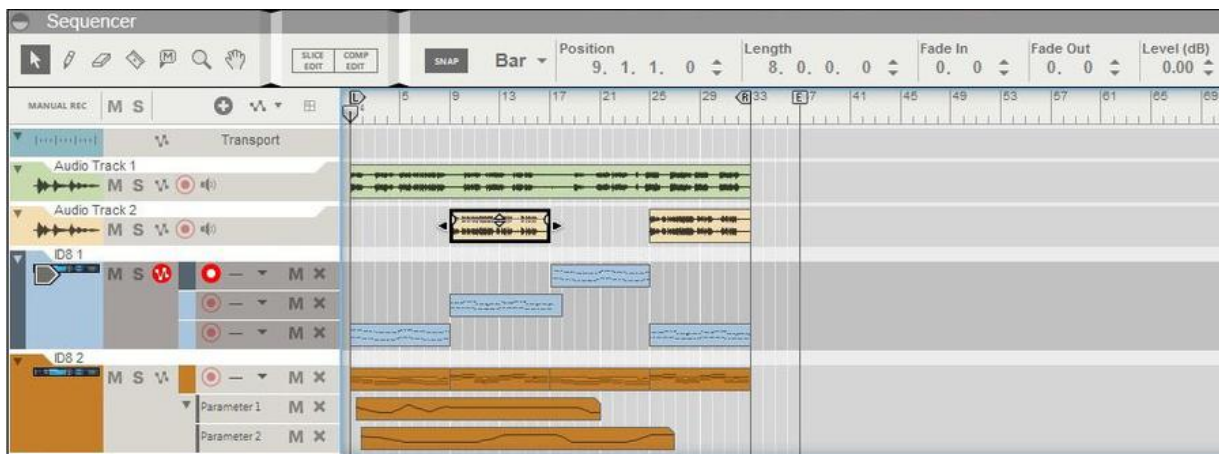 Sequencer
SLICE EDIT COMP EDIT SNAP Bar Position 9. 1. 1. 0 Length 8. 0. 0. 0 Fade In 0. 0 Fade Out 0. 0 Level (dB) 0.00
MANUAL REC M S L 5 9 13 17 21 25 29 R 33 E 37 41 45 49 53 57 61 65 69
Transport
Audio Track 1
M S
Audio Track 2
M S
ID8 1
M S — M ×
— M ×
— M ×
ID8 2
M S — M ×
Parameter 1 M ×
Parameter 2 M ×